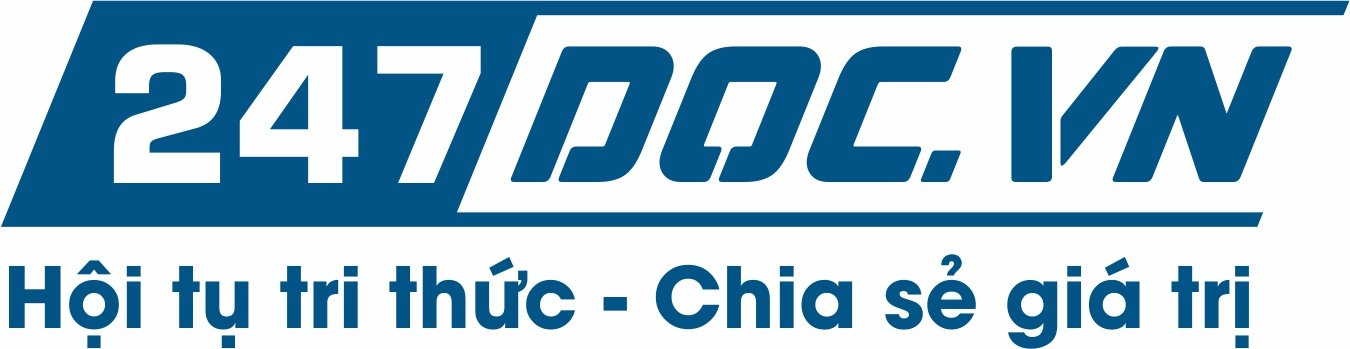 247DOC.VN
Hội tụ tri thức - Chia sẻ giá trị